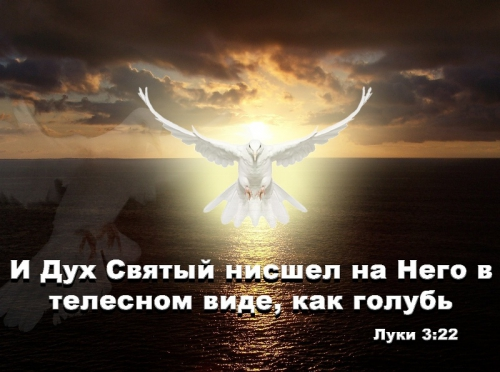 И Дух Святый нисшел на Него в
телесном виде, как голубь
Луки 3:22